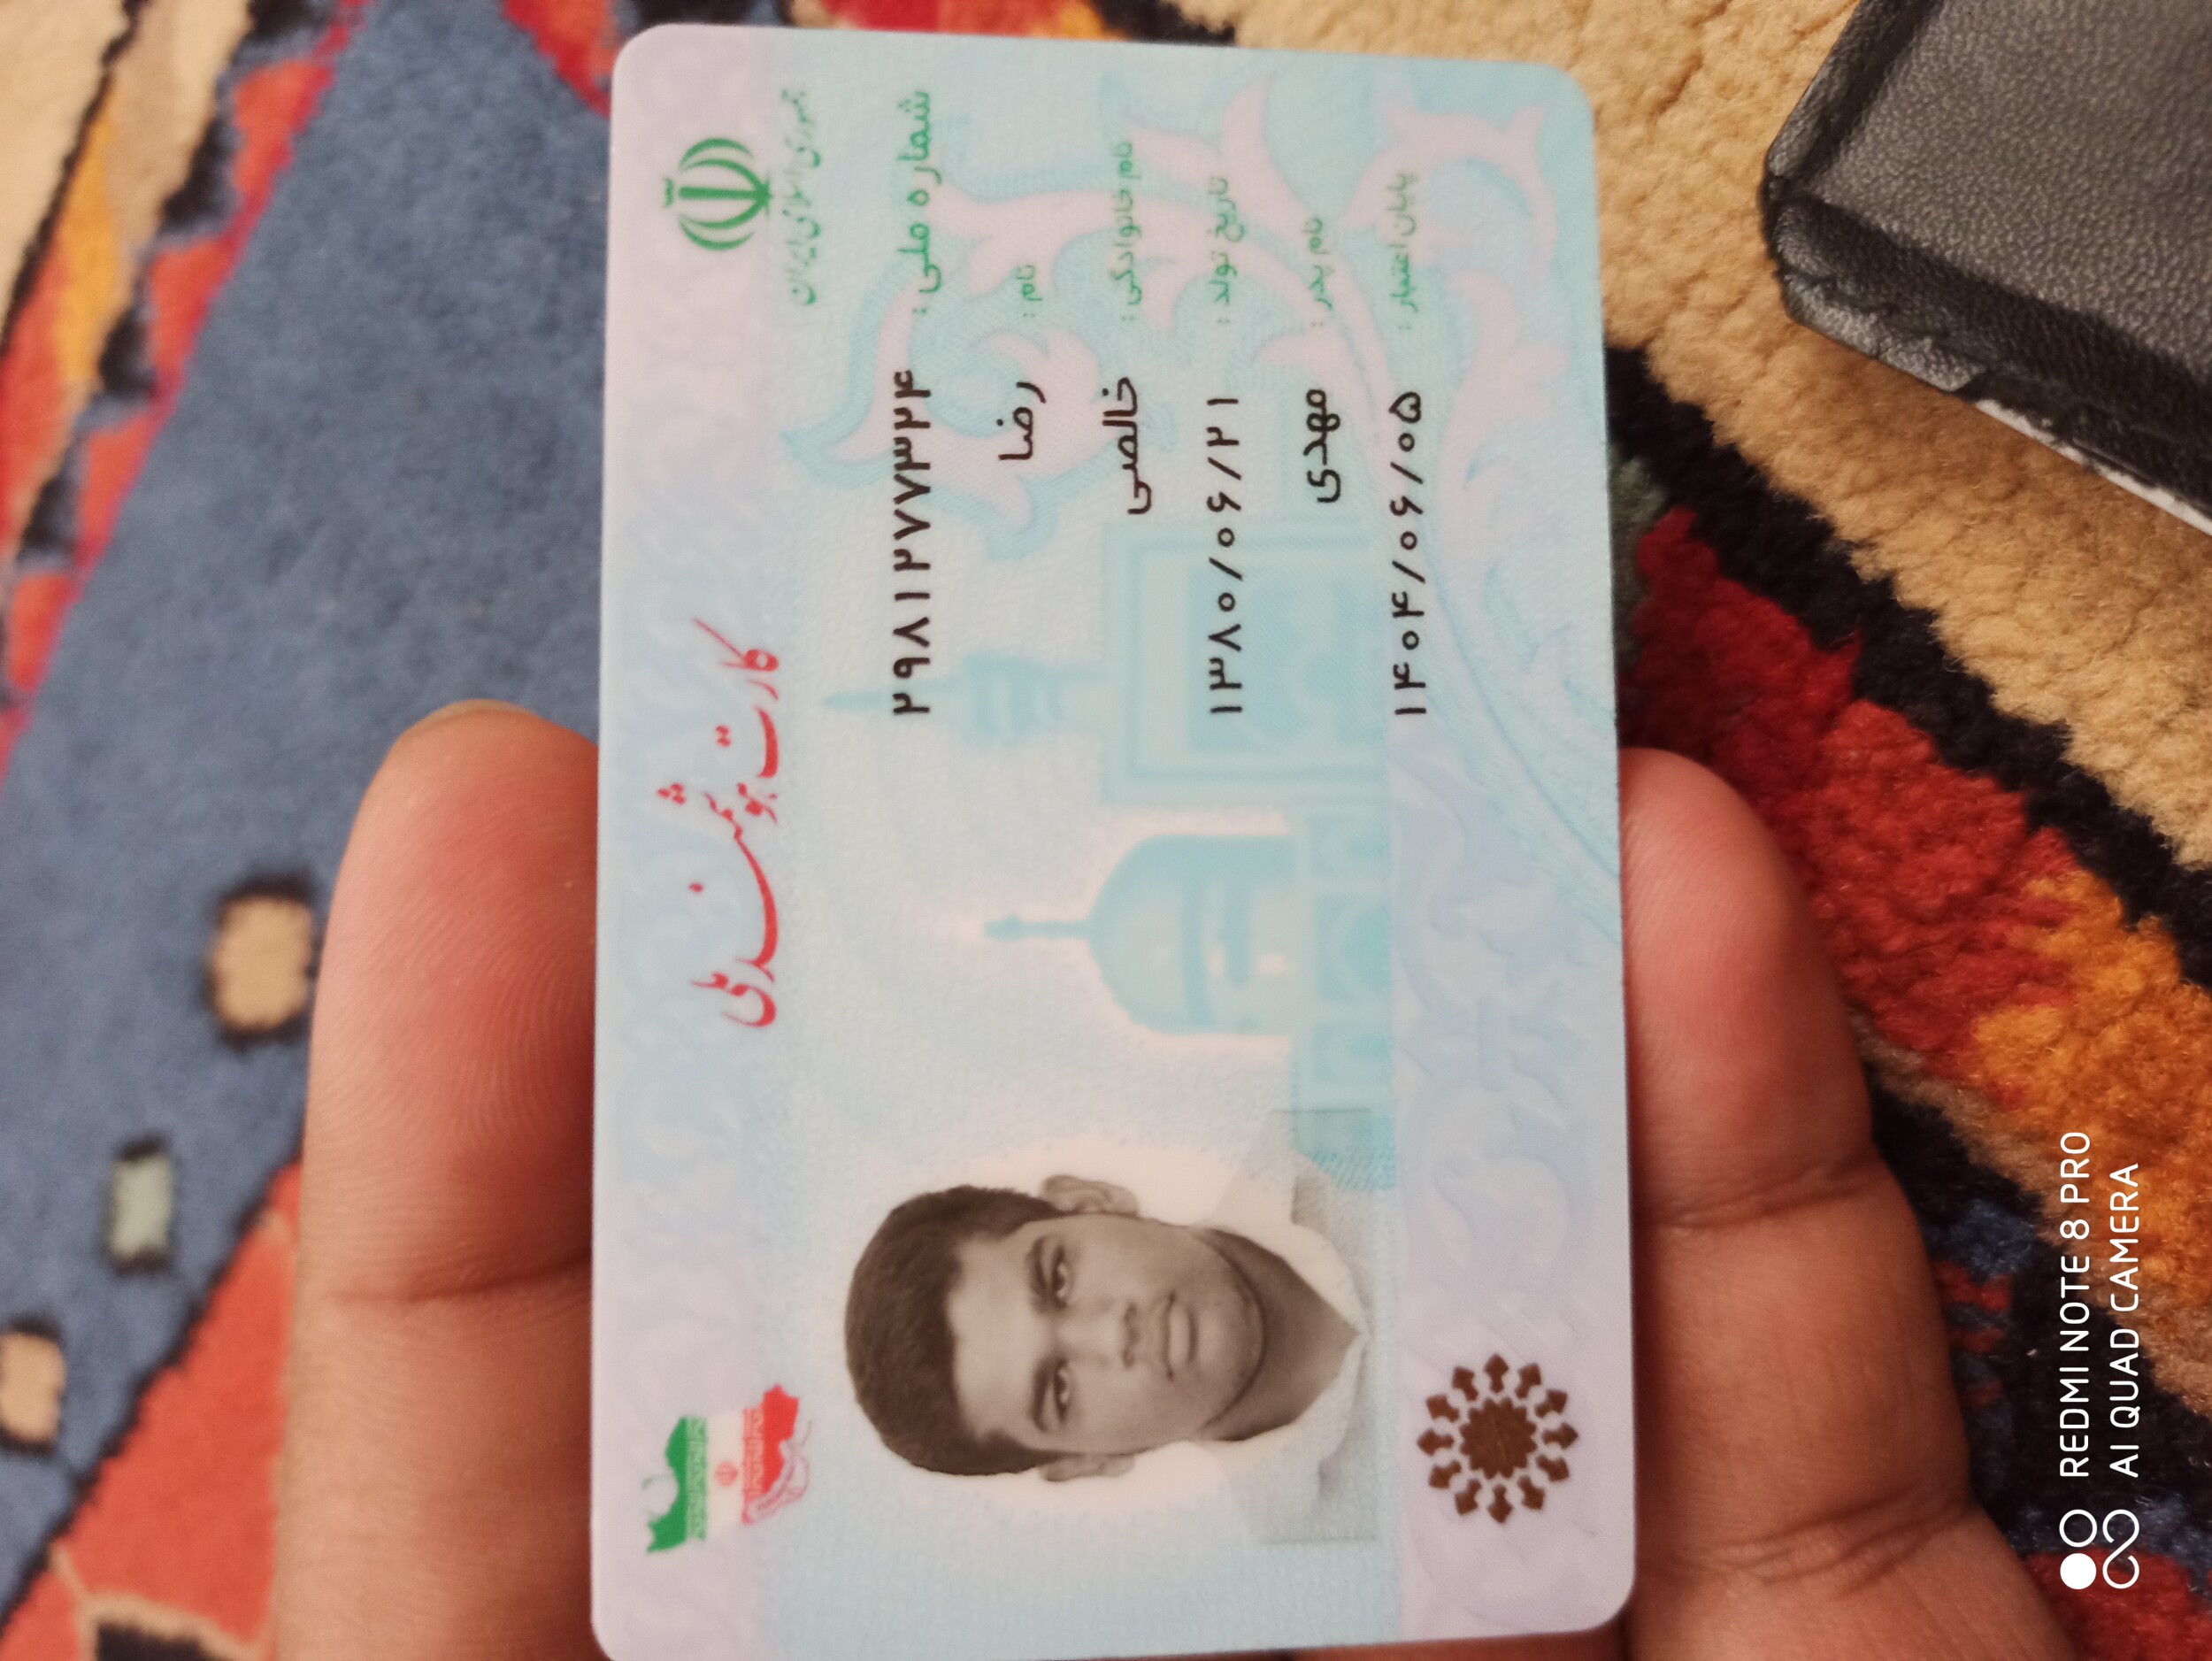 جمهوری اسلامی ایران
کارت هوشمند ملی
شماره ملی : ۲۹۸۱۲۷۷۳۲۴
نام : رضا
نام خانوادگی : خالصی
تاریخ تولد : ۱۳۸۰/۰۶/۲۱
نام پدر : مهدی
پایان اعتبار : ۱۴۰۴/۰۶/۰۵
REDMI NOTE 8 PRO
AI QUAD CAMERA